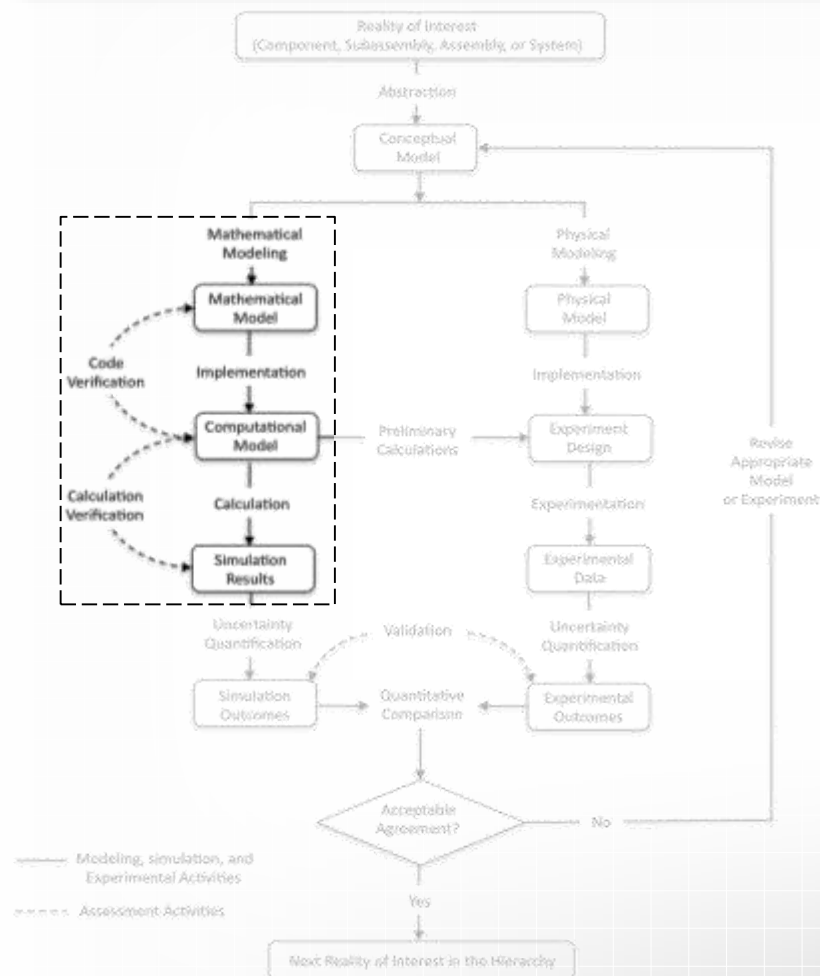 Reality of Interest
(Component, Subassembly, Assembly, or System)
Abstraction
Conceptual
Model
Mathematical
Modeling
Physical
Modeling
Mathematical
Model
Physical
Model
Code
Verification
Implementation
Implementation
Computational
Model
Preliminary
Calculations
Experiment
Design
Revise
Appropriate
Model
or Experiment
Calculation
Verification
Calculation
Experimentation
Simulation
Results
Experimental
Data
Uncertainty
Quantification
Validation
Uncertainty
Quantification
Simulation
Outcomes
Quantitative
Comparison
Experimental
Outcomes
Acceptable
Agreement?
No
Modeling, simulation, and
Experimental Activities
Assessment Activities
Yes
Next Reality of Interest in the Hierarchy